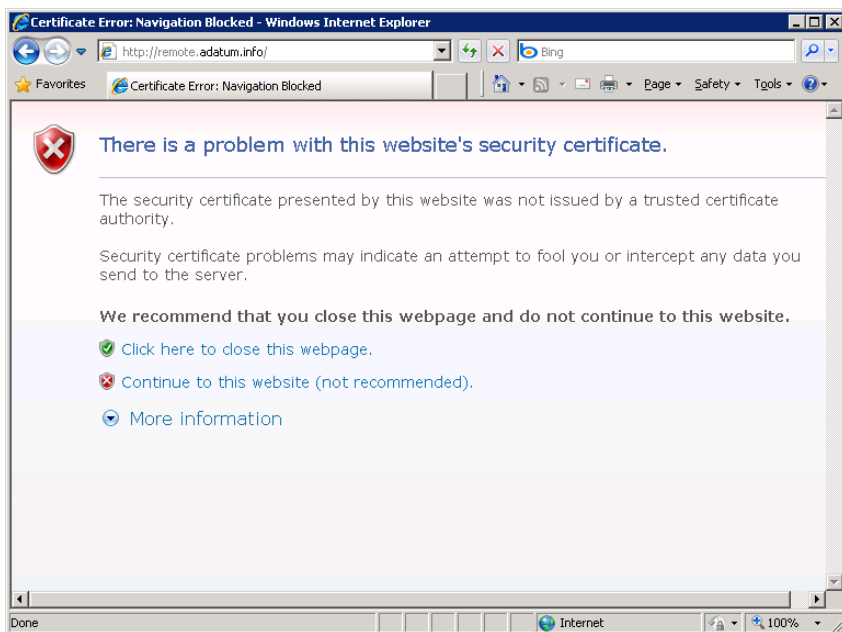 Certificate Error: Navigation Blocked - Windows Internet Explorer
http://remote.adatum.info/
Bing
Favorites
Certificate Error: Navigation Blocked
Page
Safety
Tools
There is a problem with this website's security certificate.
The security certificate presented by this website was not issued by a trusted certificate
authority.
Security certificate problems may indicate an attempt to fool you or intercept any data you
send to the server.
We recommend that you close this webpage and do not continue to this website.
Click here to close this webpage.
Continue to this website (not recommended).
More information
Done
Internet
100%